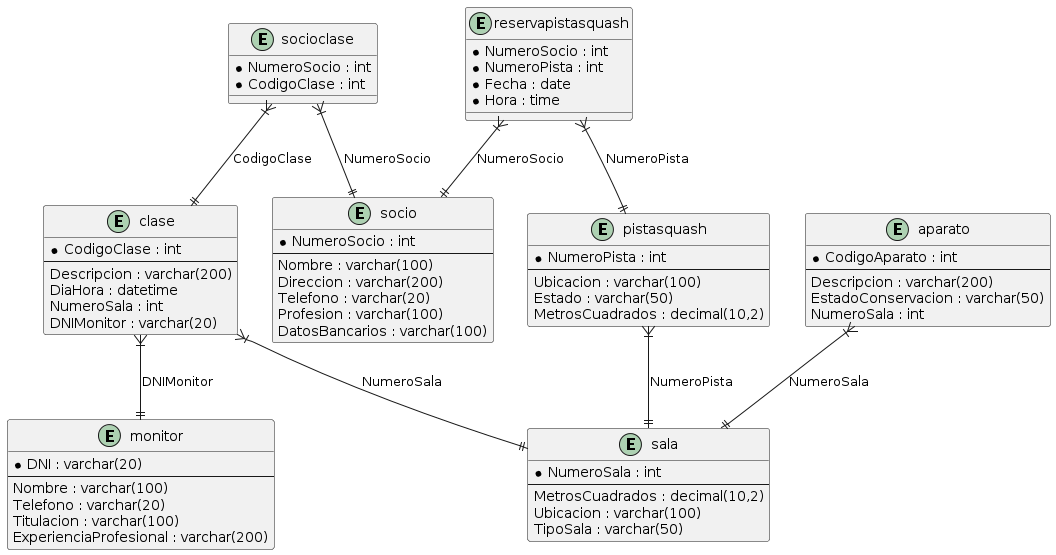 E socioclase
* NumeroSocio : int
* CodigoClase : int
E reservapistasquash
* NumeroSocio : int
* NumeroPista : int
* Fecha : date
* Hora : time
CodigoClase
NumeroSocio
NumeroSocio
NumeroPista
E clase
* CodigoClase : int
Descripcion : varchar(200)
DiaHora : datetime
NumeroSala : int
DNIMonitor : varchar(20)
E socio
* NumeroSocio : int
Nombre : varchar(100)
Direccion : varchar(200)
Telefono : varchar(20)
Profesion : varchar(100)
DatosBancarios : varchar(100)
E pistasquash
* NumeroPista : int
Ubicacion : varchar(100)
Estado : varchar(50)
MetrosCuadrados : decimal(10,2)
E aparato
* CodigoAparato : int
Descripcion : varchar(200)
EstadoConservacion : varchar(50)
NumeroSala : int
DNIMonitor
NumeroSala
NumeroPista
NumeroSala
E monitor
* DNI : varchar(20)
Nombre : varchar(100)
Telefono : varchar(20)
Titulacion : varchar(100)
ExperienciaProfesional : varchar(200)
E sala
* NumeroSala : int
MetrosCuadrados : decimal(10,2)
Ubicacion : varchar(100)
TipoSala : varchar(50)